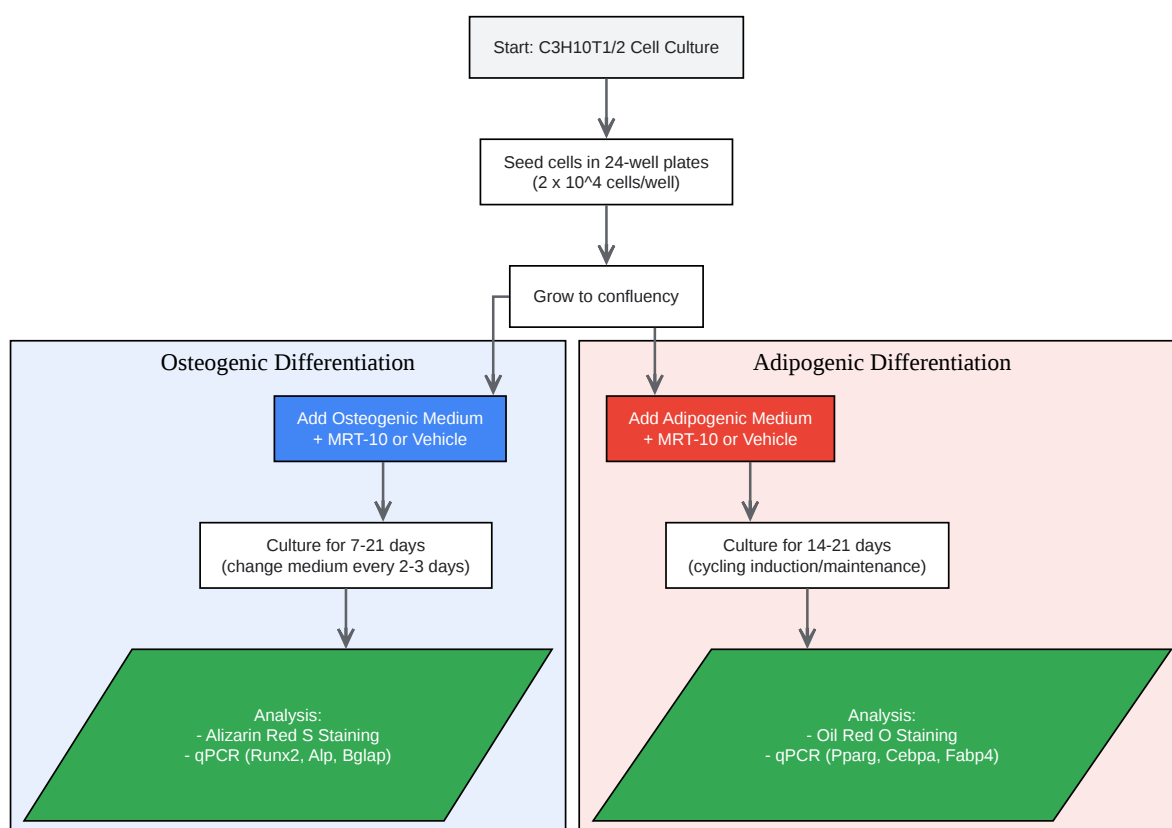 Start: C3H10T1/2 Cell Culture
Seed cells in 24-well plates
(2 x 10^4 cells/well)
Grow to confluency
Osteogenic Differentiation
Add Osteogenic Medium
+ MRT-10 or Vehicle
Culture for 7-21 days
(change medium every 2-3 days)
Analysis:
- Alizarin Red S Staining
- qPCR (Runx2, Alp, Bglap)
Adipogenic Differentiation
Add Adipogenic Medium
+ MRT-10 or Vehicle
Culture for 14-21 days
(cycling induction/maintenance)
Analysis:
- Oil Red O Staining
- qPCR (Pparg, Cebpa, Fabp4)